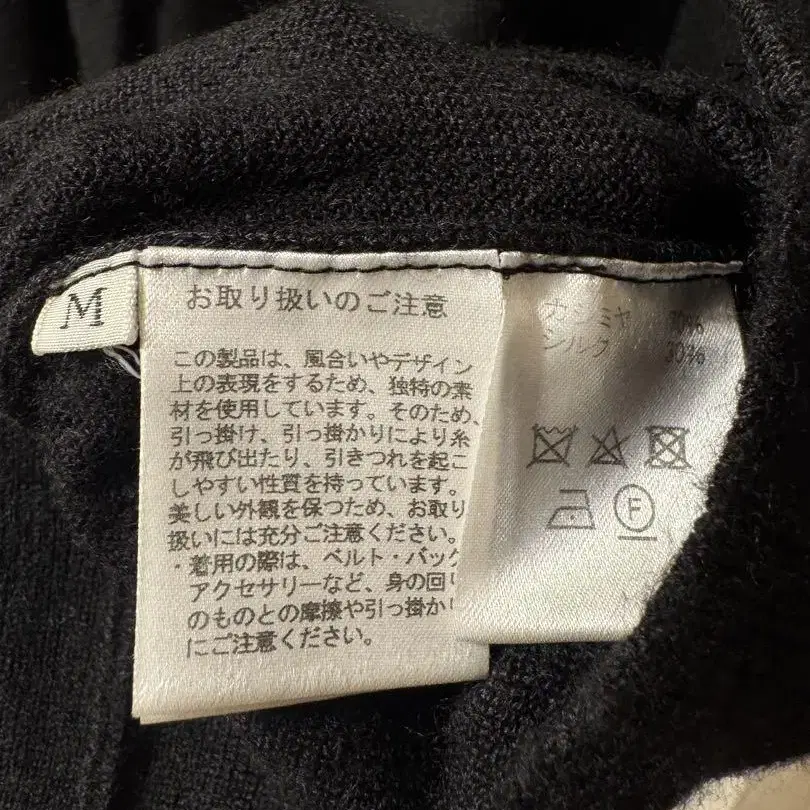 M
お取り扱いのご注意
この製品は、風合いやデザイン
上の表現をするため、独特の素
材を使用しています。そのため、
引っ掛け、引っ掛かりにより糸
が飛び出たり、引きつれを起こ
しやすい性質を持っています。
美しい外観を保つため、お取り
扱いには充分ご注意ください。
・着用の際は、ベルト・バック
アクセサリーなど、身の回り
のものとの摩擦や引っ掛かり
にご注意ください。
カシミヤ 70%
シルク 30%
F